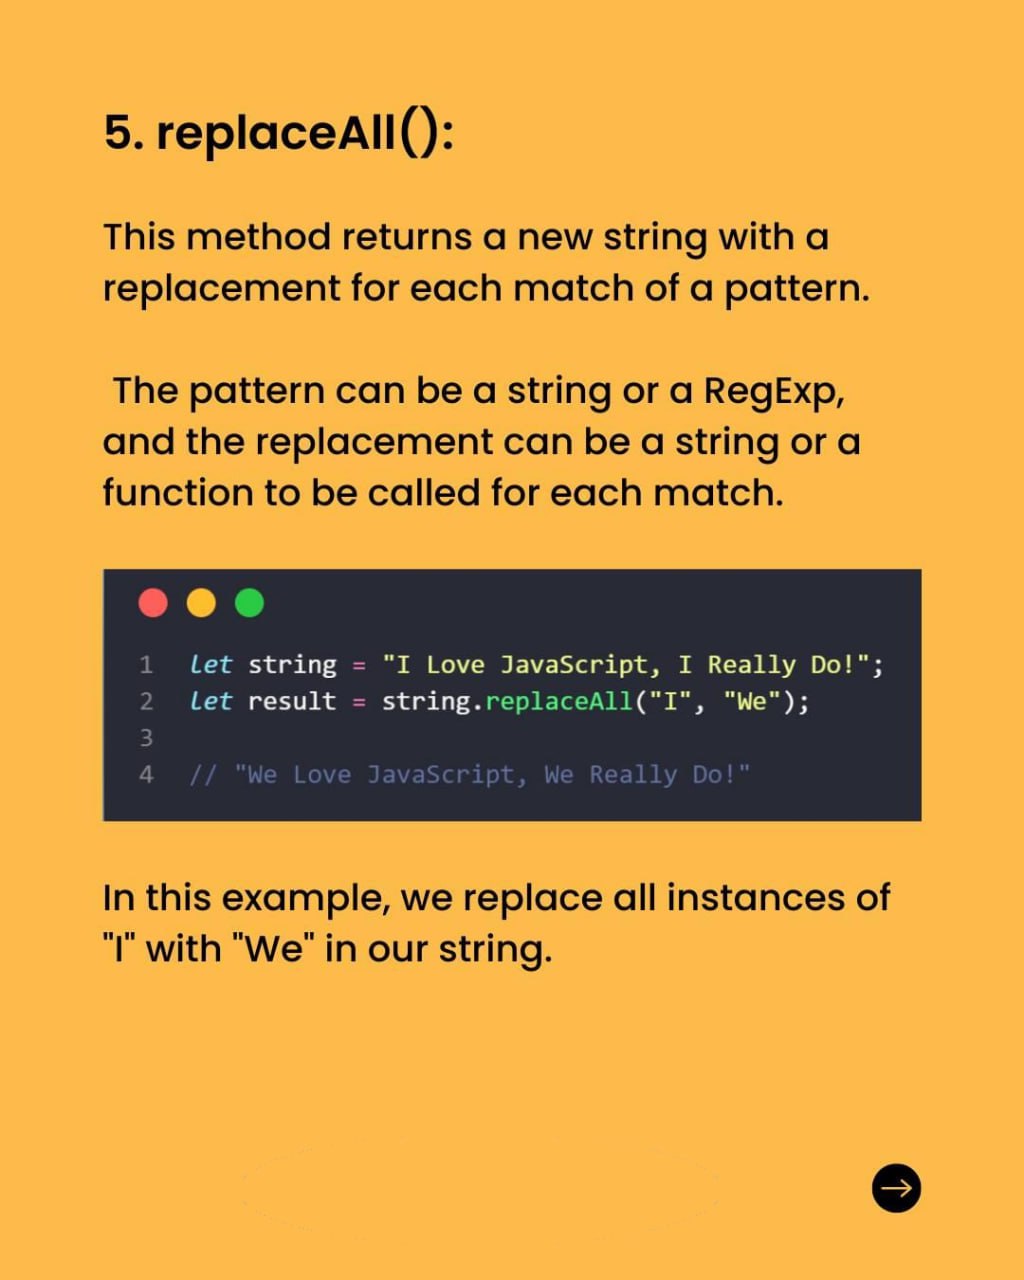 5. replaceAll():
This method returns a new string with a
replacement for each match of a pattern.
The pattern can be a string or a RegExp,
and the replacement can be a string or a
function to be called for each match.
1 let string = "I Love JavaScript, I Really Do!";
2 let result = string.replaceAll("I", "We");
3
4 // "We Love JavaScript, We Really Do!"
In this example, we replace all instances of
"I" with "We" in our string.